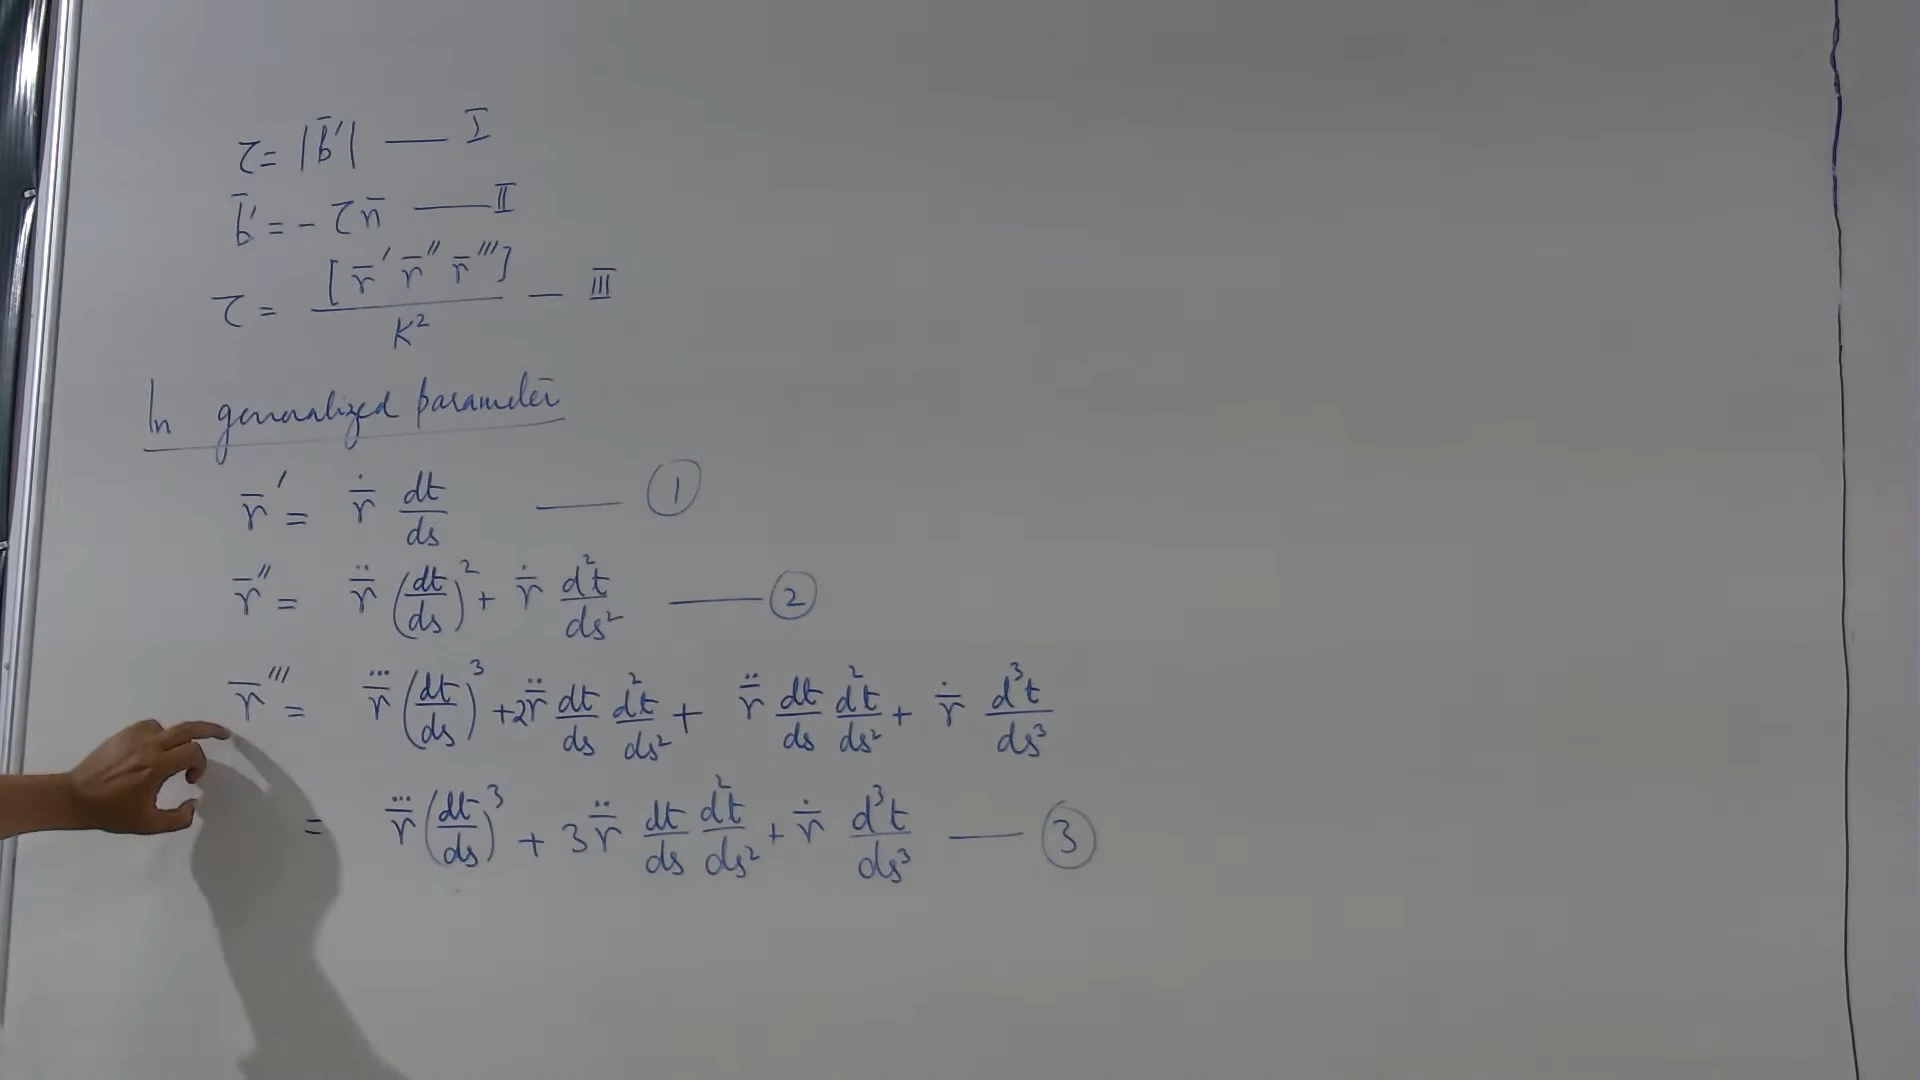 τ = |b̄′| — I
b̄′ = - τ n̄ — II
τ = [r̄′ r̄″ r̄‴] / K² — III
In generalized parameter
r̄′ = ṙ̄ dt/ds — ①
r̄″ = r̈̄ (dt/ds)² + ṙ̄ d²t/ds² — ②
r̄‴ = r⃛̄ (dt/ds)³ + 2r̈̄ dt/ds d²t/ds² + r̈̄ dt/ds d²t/ds² + ṙ̄ d³t/ds³
= r⃛̄ (dt/ds)³ + 3 r̈̄ dt/ds d²t/ds² + ṙ̄ d³t/ds³ — ③